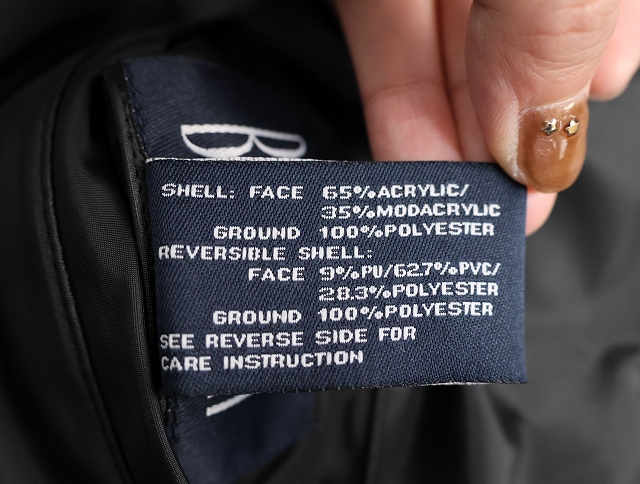 B
SHELL: FACE 65%ACRYLIC/
35%MODACRYLIC
GROUND 100%POLYESTER
REVERSIBLE SHELL:
FACE 9%PU/62.7%PVC/
28.3%POLYESTER
GROUND 100%POLYESTER
SEE REVERSE SIDE FOR
CARE INSTRUCTION